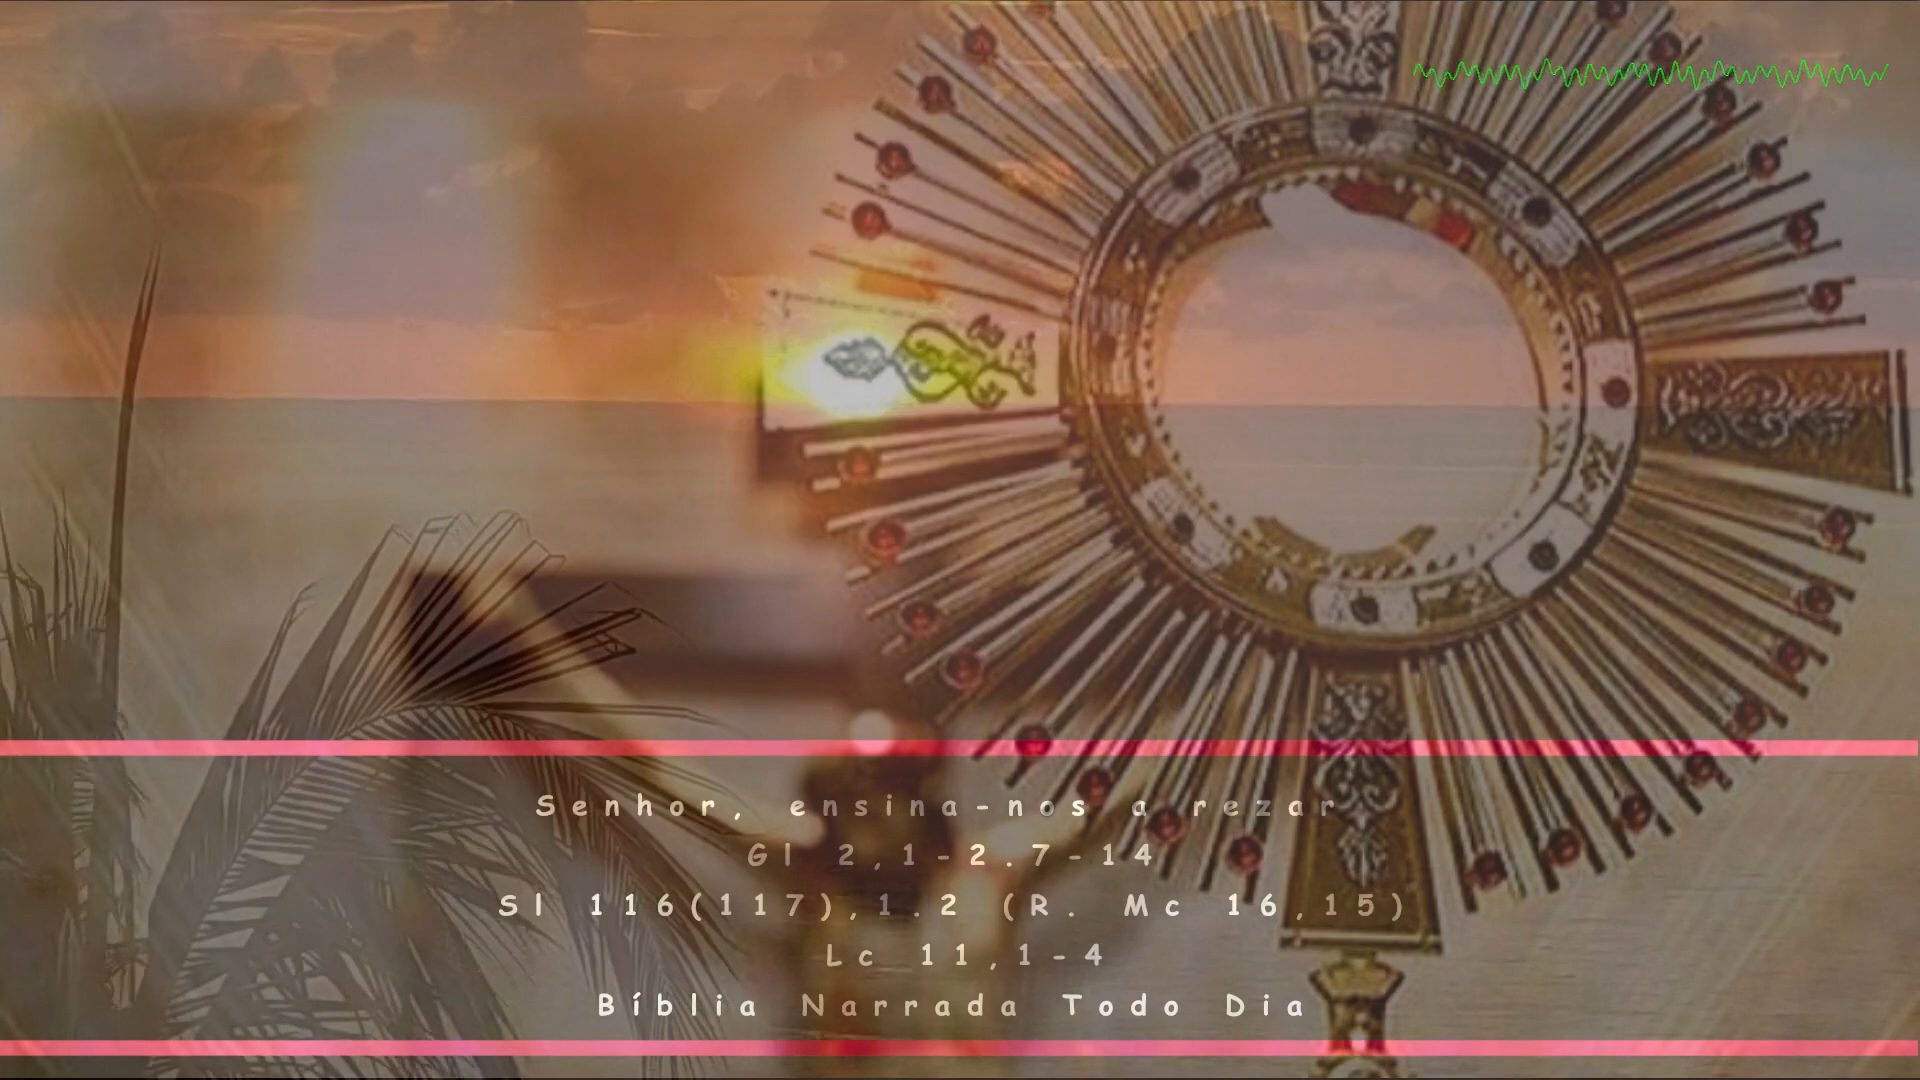 Senhor, ensina-nos a rezar
Gl 2,1-2.7-14
Sl 116(117),1.2 (R. Mc 16,15)
Lc 11,1-4
Bíblia Narrada Todo Dia